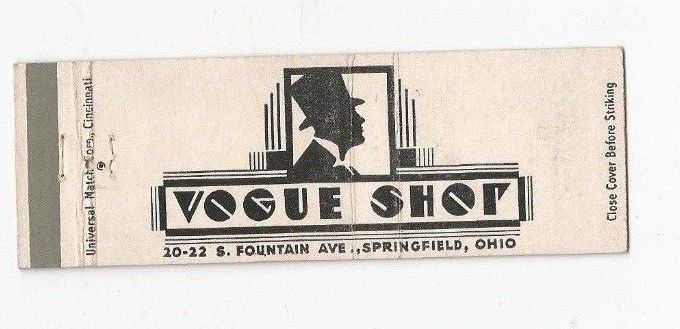 Universal Match Corp., Cincinnati
VOGUE SHOP
20-22 S. FOUNTAIN AVE., SPRINGFIELD, OHIO
Close Cover Before Striking